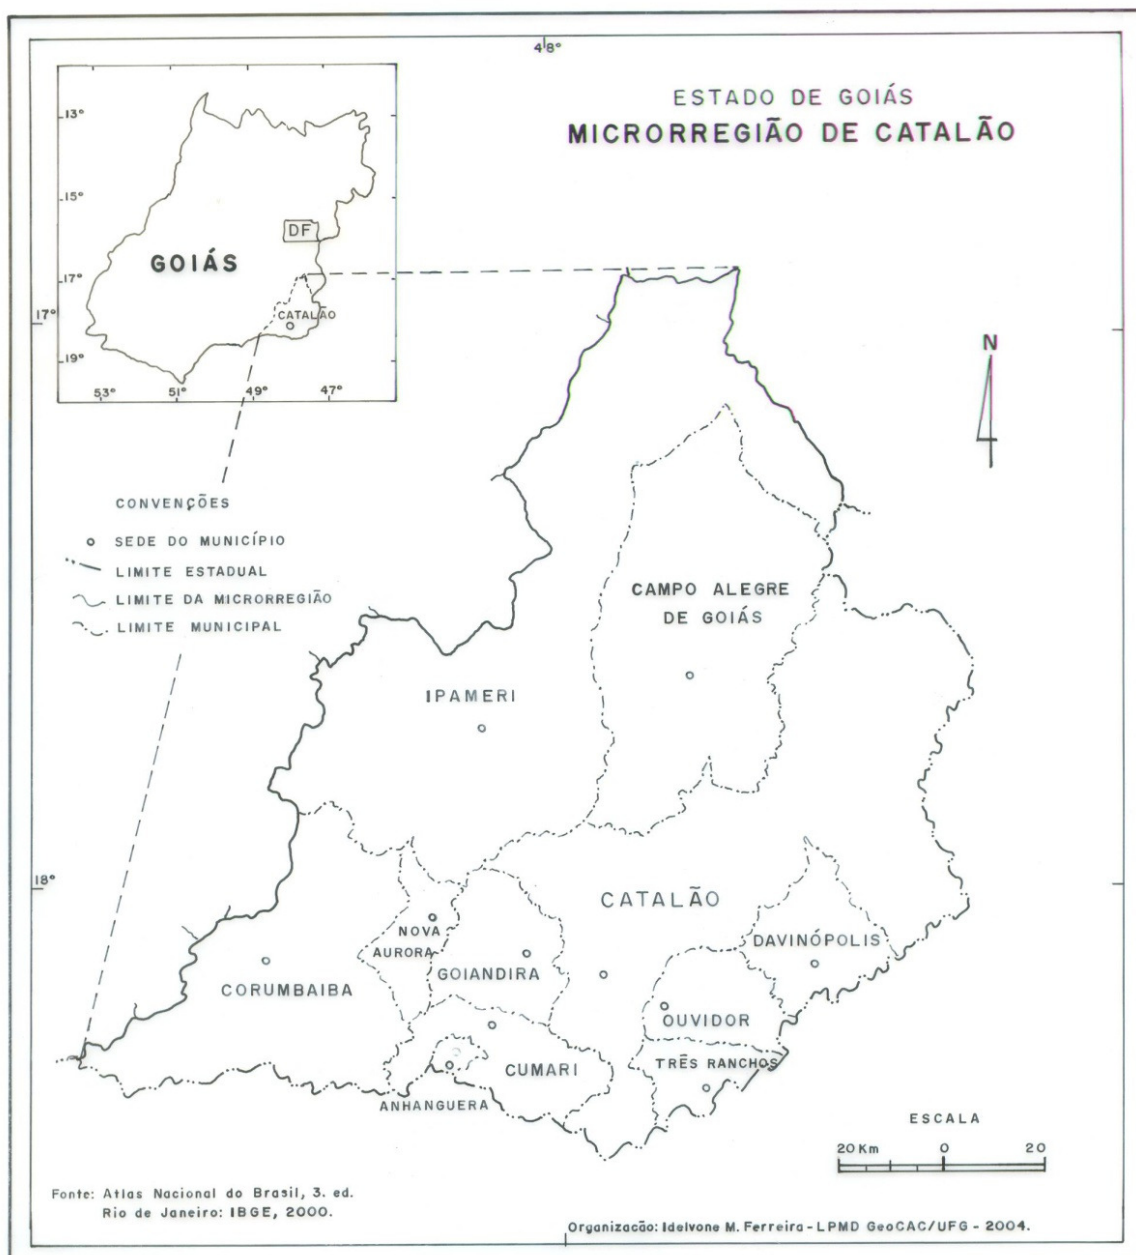 48°
ESTADO DE GOIÁS
MICRORREGIÃO DE CATALÃO
13°
15°
DF
GOIÁS
17°
CATALÃO
17°
19°
53° 51° 49° 47°
N
CONVENÇÕES
SEDE DO MUNICÍPIO
LIMITE ESTADUAL
LIMITE DA MICRORREGIÃO
LIMITE MUNICIPAL
CAMPO ALEGRE
DE GOIÁS
IPAMERI
18°
CATALÃO
NOVA
AURORA
DAVINÓPOLIS
GOIANDIRA
CORUMBAIBA
OUVIDOR
TRÊS RANCHOS
CUMARI
ANHANGUERA
ESCALA
20 Km 0 20
Fonte: Atlas Nacional do Brasil, 3. ed.
Rio de Janeiro: IBGE, 2000.
Organização: Idelvone M. Ferreira - LPMD GeoCAC/UFG - 2004.